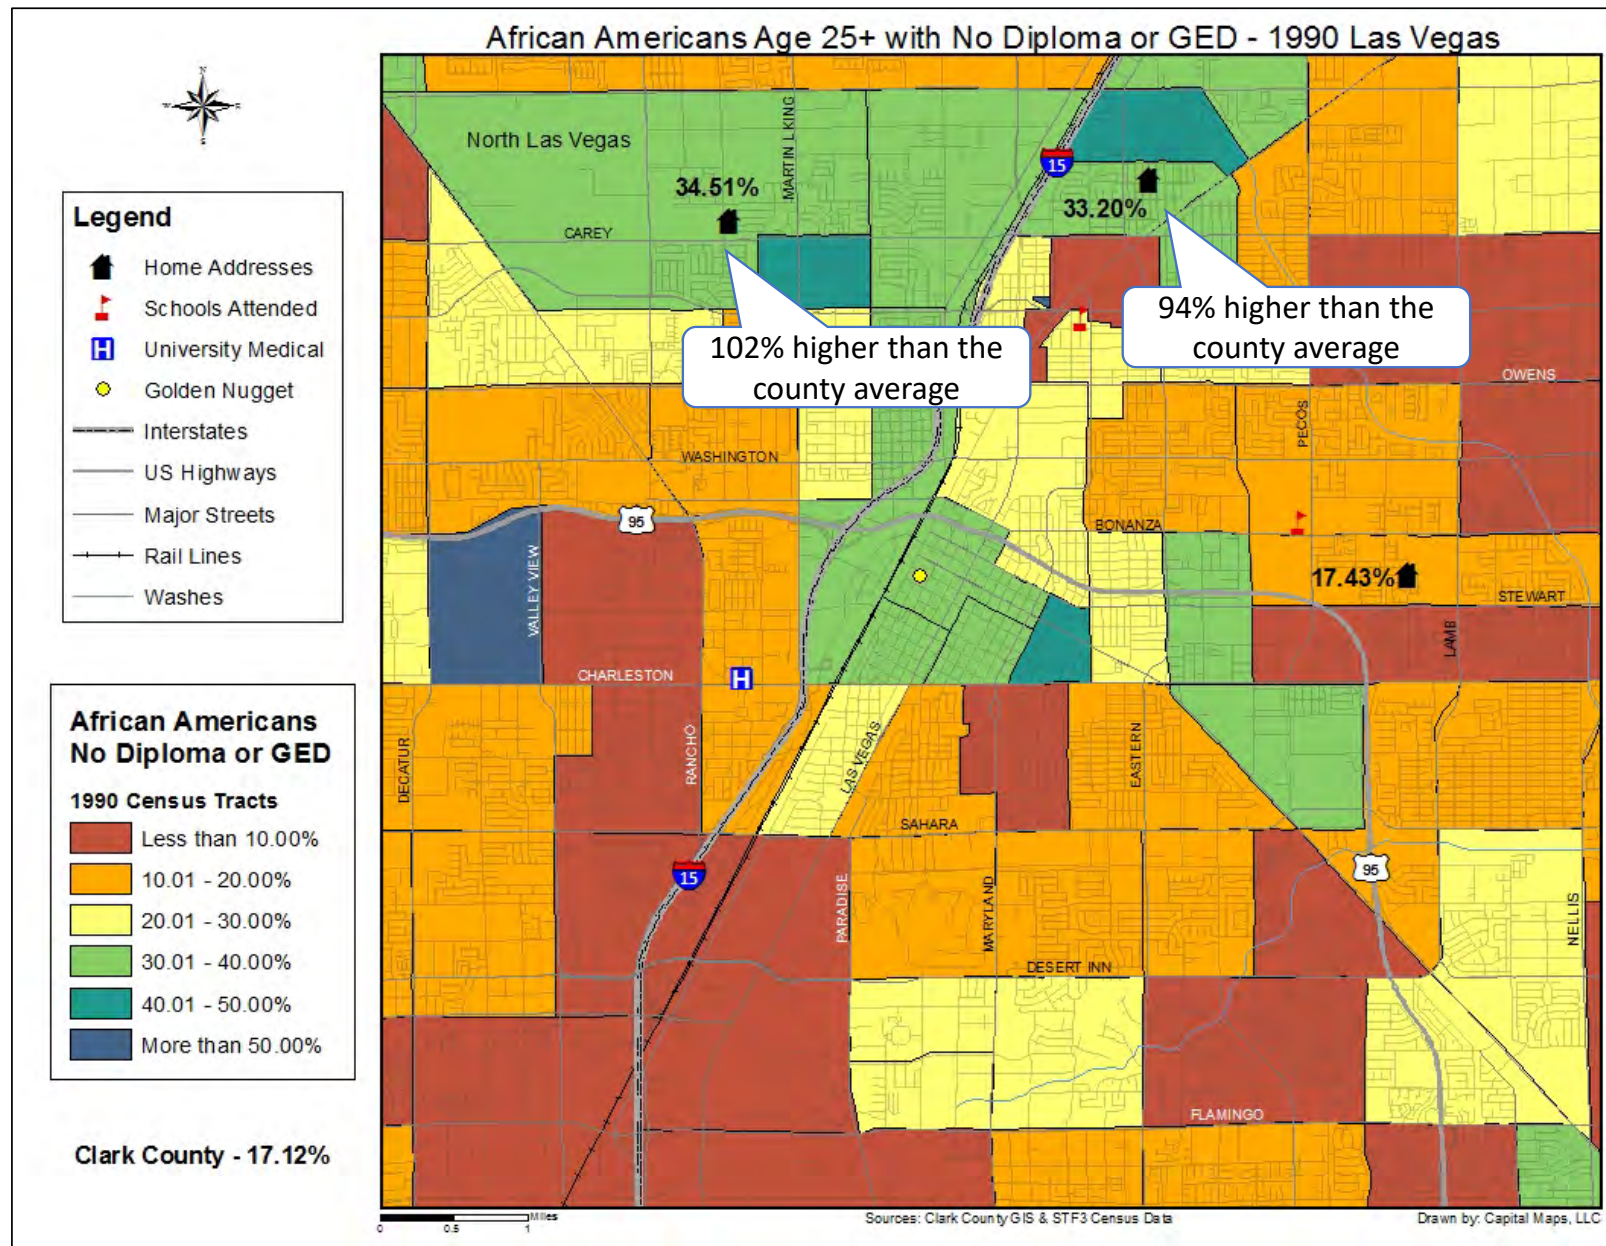 African Americans Age 25+ with No Diploma or GED - 1990 Las Vegas
N
W
E
S
Legend
Home Addresses
Schools Attended
H University Medical
Golden Nugget
Interstates
US Highways
Major Streets
Rail Lines
Washes
African Americans
No Diploma or GED
1990 Census Tracts
Less than 10.00%
10.01 - 20.00%
20.01 - 30.00%
30.01 - 40.00%
40.01 - 50.00%
More than 50.00%
Clark County - 17.12%
North Las Vegas
MARTIN L KING
15
34.51%
33.20%
CAREY
94% higher than the
county average
102% higher than the
county average
OWENS
PECOS
WASHINGTON
95
BONANZA
VALLEY VIEW
17.43%
STEWART
LAMB
CHARLESTON
H
DECATUR
RANCHO
LAS VEGAS
EASTERN
SAHARA
15
95
PARADISE
MARYLAND
NELLIS
DESERT INN
FLAMINGO
Miles
0 0.5 1
Sources: Clark County GIS & STF3 Census Data
Drawn by: Capital Maps, LLC